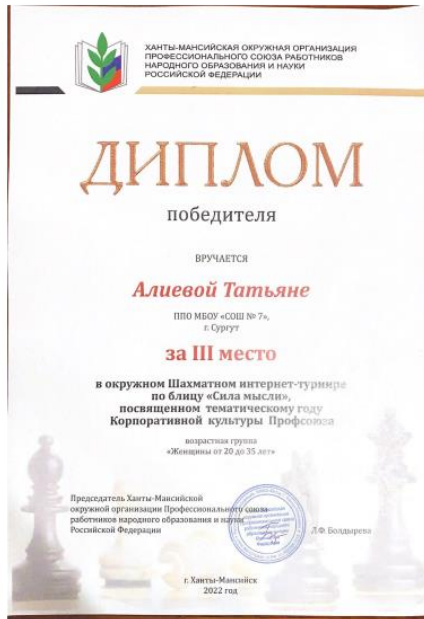 ХАНТЫ-МАНСИЙСКАЯ ОКРУЖНАЯ ОРГАНИЗАЦИЯ
ПРОФЕССИОНАЛЬНОГО СОЮЗА РАБОТНИКОВ
НАРОДНОГО ОБРАЗОВАНИЯ И НАУКИ
РОССИЙСКОЙ ФЕДЕРАЦИИ
ДИПЛОМ
победителя
ВРУЧАЕТСЯ
Алиевой Татьяне
ППО МБОУ «СОШ № 7»,
г. Сургут
за III место
в окружном Шахматном интернет-турнире
по блицу «Сила мысли»,
посвященном тематическому году
Корпоративной культуры Профсоюза
возрастная группа
«Женщины от 20 до 35 лет»
Председатель Ханты-Мансийской
окружной организации Профессионального союза
работников народного образования и науки
Российской Федерации
Л.Ф. Болдырева
г. Ханты-Мансийск
2022 год